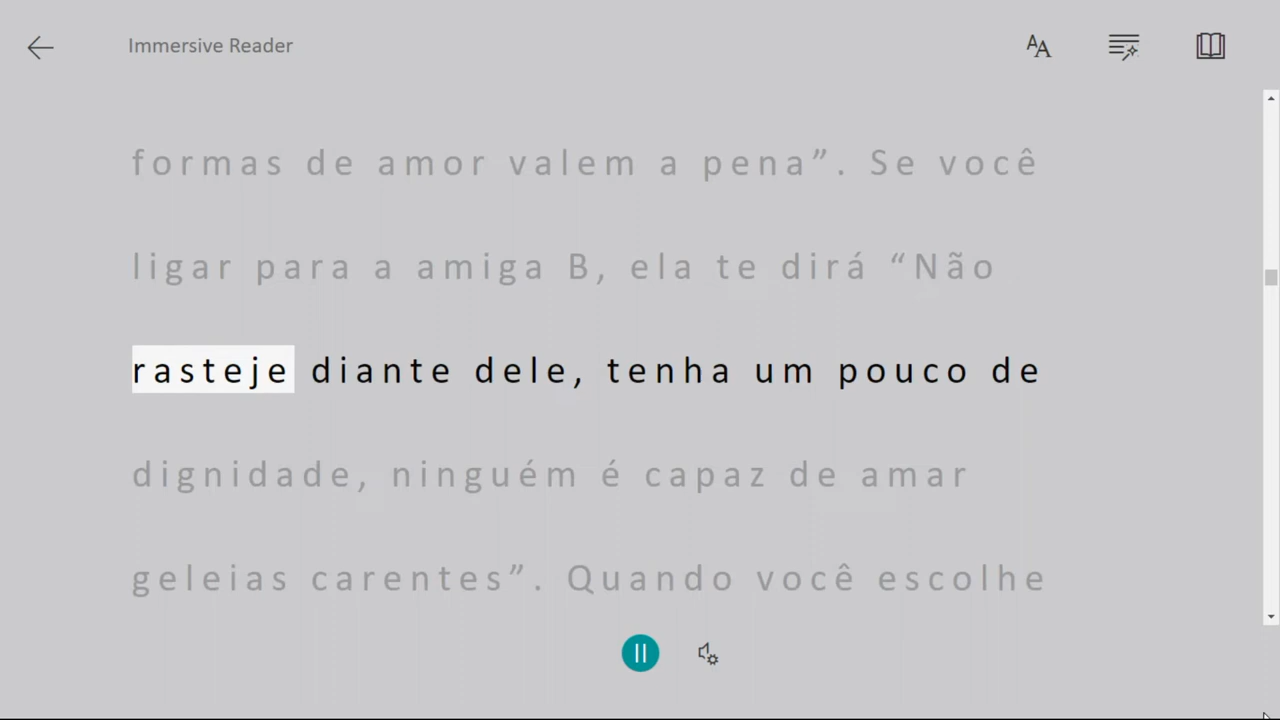 Immersive Reader
formas de amor valem a pena”. Se você
ligar para a amiga B, ela te dirá “Não
rasteje diante dele, tenha um pouco de
dignidade, ninguém é capaz de amar
geleias carentes”. Quando você escolhe